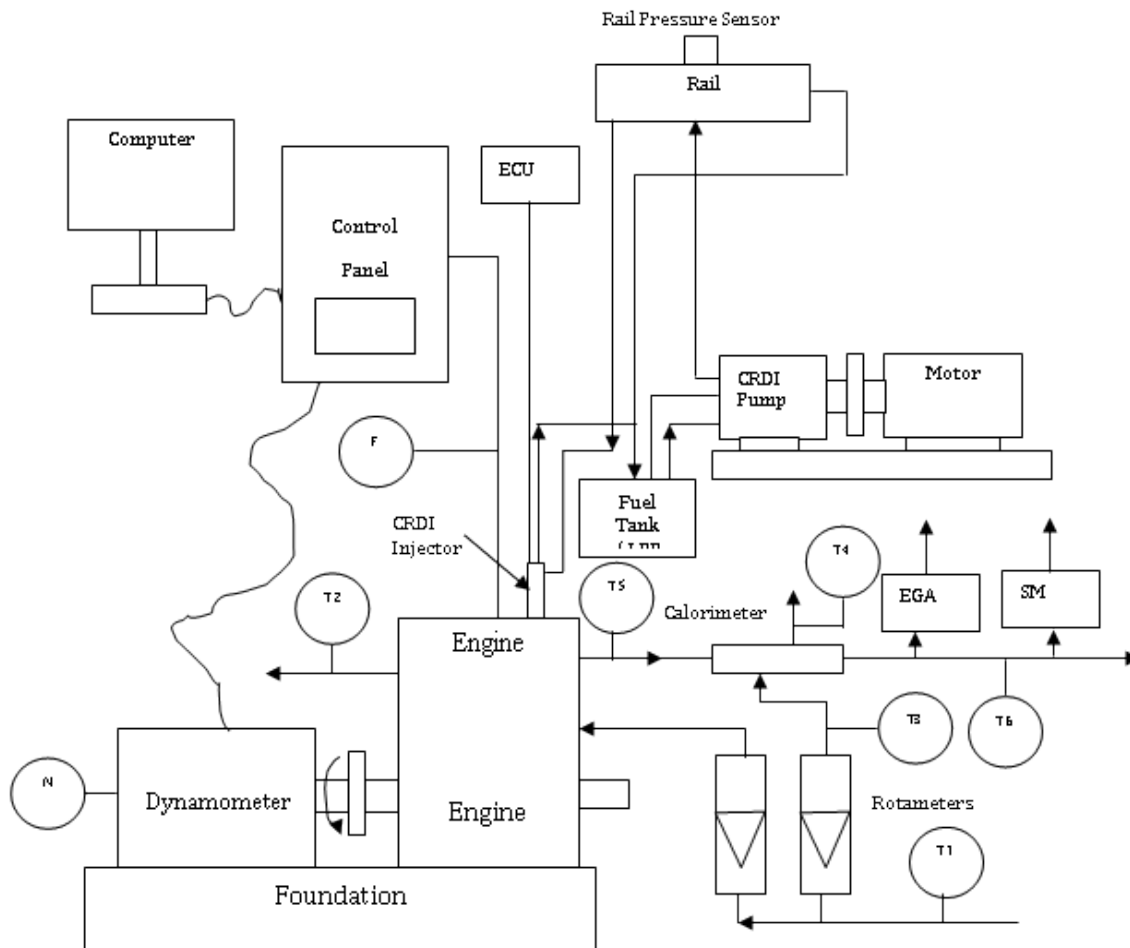 Rail Pressure Sensor
Rail
Computer
ECU
Control
Panel
CRDI
Pump
Motor
F
Fuel
Tank
CRDI
Injector
T4
T5
T2
EGA
SM
Calorimeter
Engine
T3
T6
N
Dynamometer
Engine
Rotameters
T1
Foundation